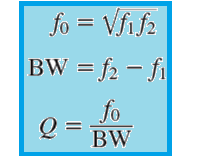 f₀ = √f₁f₂
BW = f₂ − f₁
Q = f₀/BW